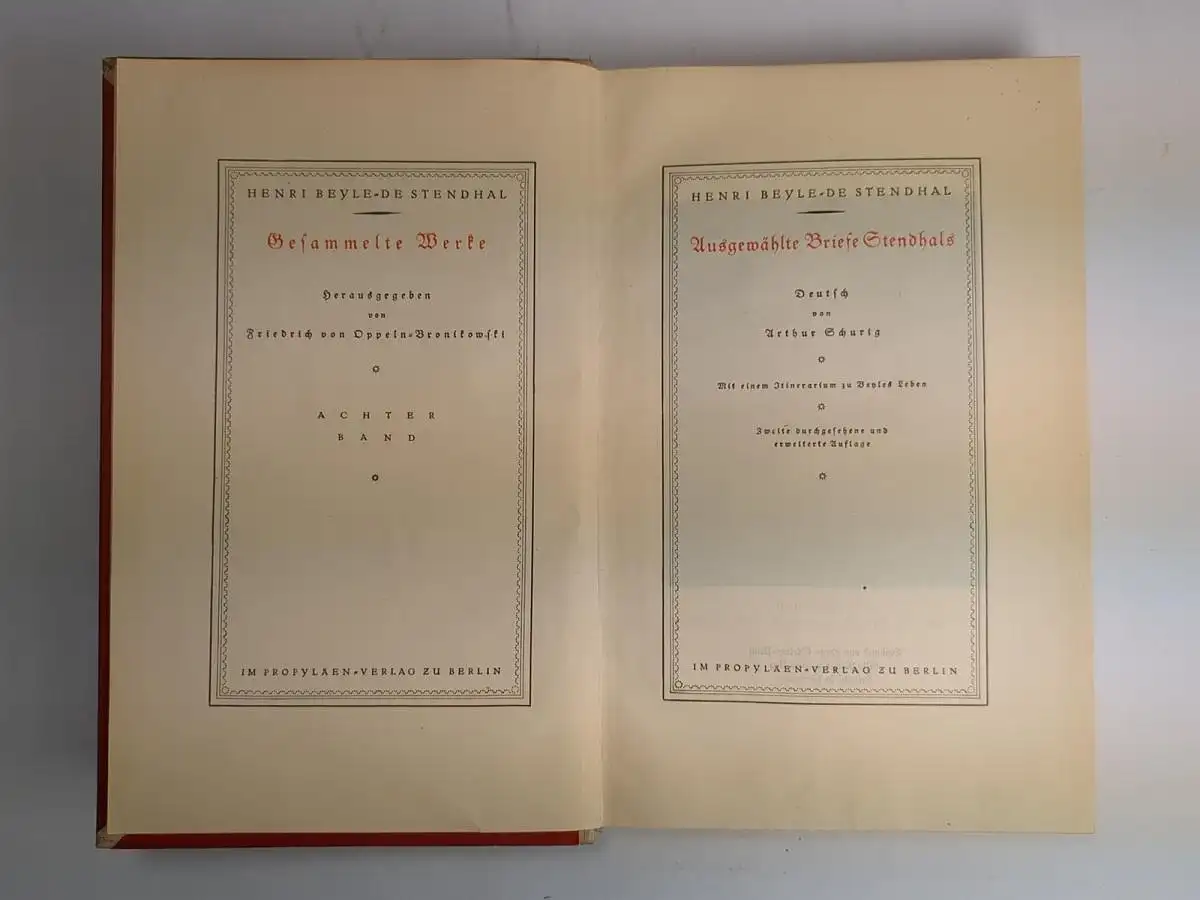 HENRI BEYLE-DE STENDHAL
Gesammelte Werke
Herausgegeben
von
Friedrich von Oppeln-Bronikowski
ACHTER
BAND
IM PROPYLÄEN-VERLAG ZU BERLIN
HENRI BEYLE-DE STENDHAL
Ausgewählte Briefe Stendhals
Deutsch
von
Arthur Schurig
Mit einem Itinerarium zu Beyles Leben
Zweite durchgesehene und
erweiterte Auflage
IM PROPYLÄEN-VERLAG ZU BERLIN